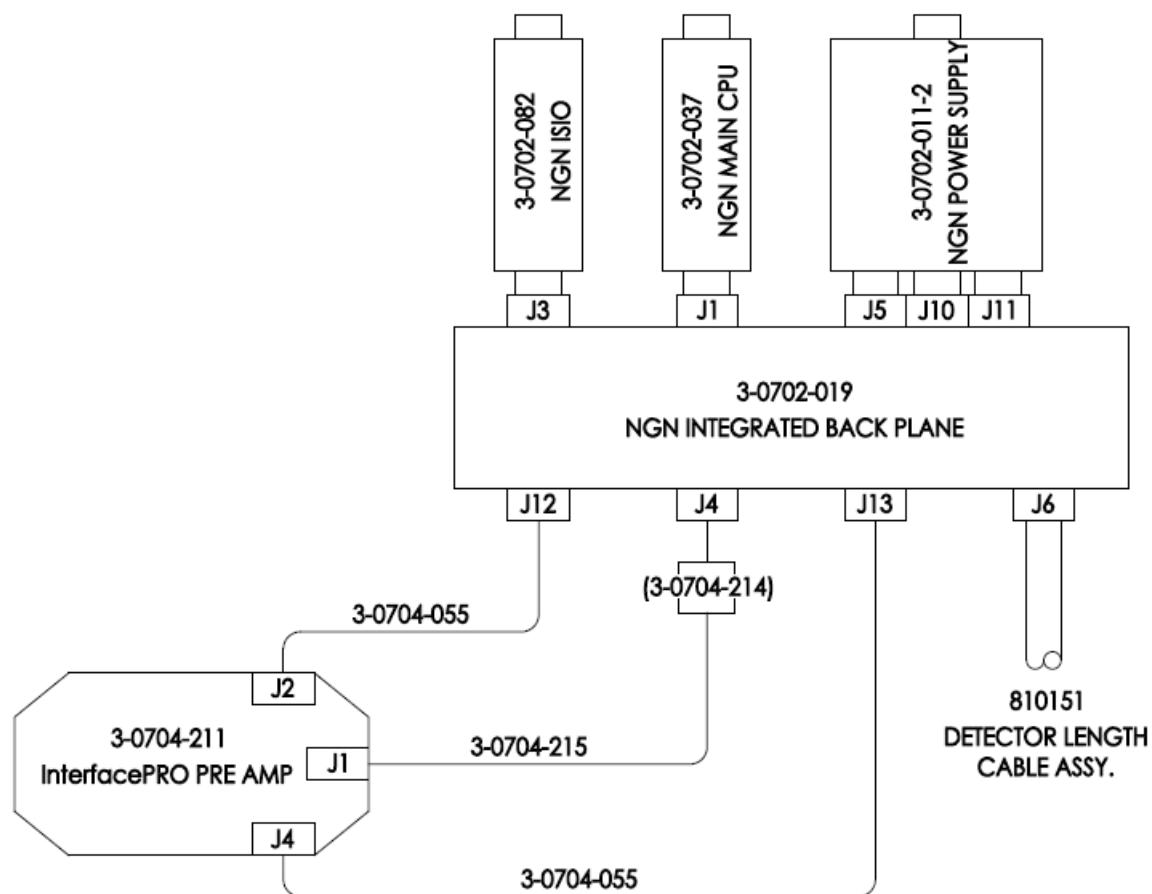 3-0702-082
NGN ISIO
3-0702-037
NGN MAIN CPU
3-0702-011-2
NGN POWER SUPPLY
J3
J1
J5
J10
J11
3-0702-019
NGN INTEGRATED BACK PLANE
J12
J4
J13
J6
(3-0704-214)
3-0704-055
J2
3-0704-211
InterfacePRO PRE AMP
J1
3-0704-215
810151
DETECTOR LENGTH
CABLE ASSY.
J4
3-0704-055